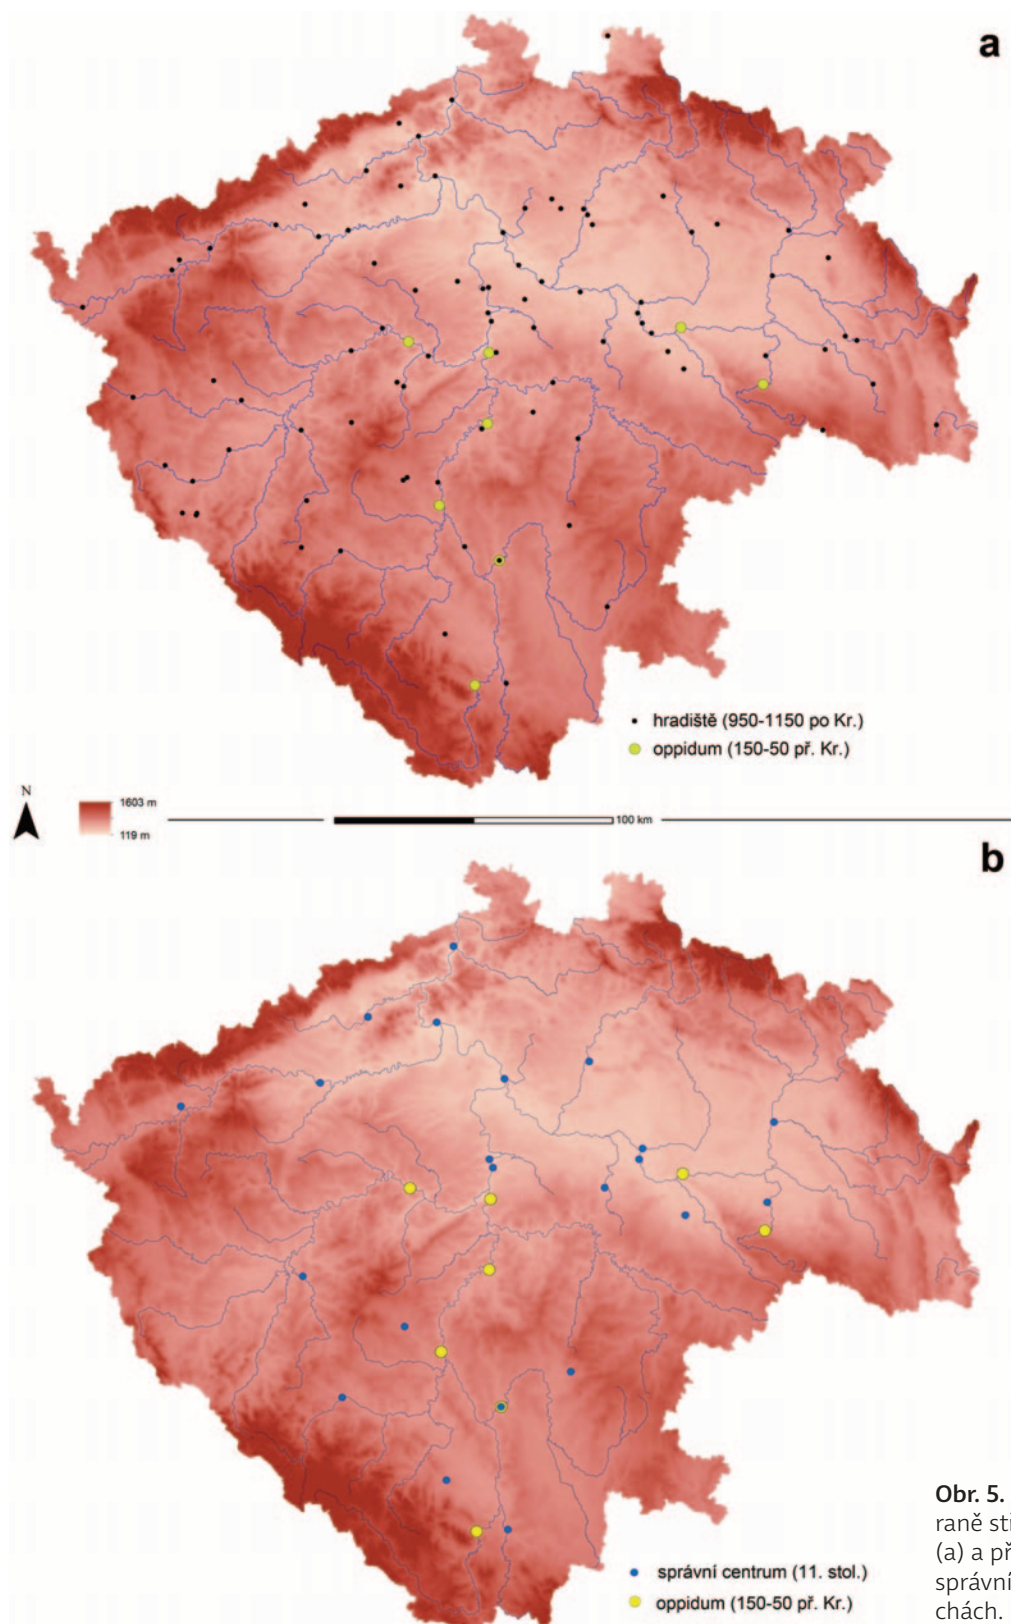 a
hradiště (950-1150 po Kr.)
oppidum (150-50 př. Kr.)
N
1603 m
119 m
100 km
b
správní centrum (11. stol.)
oppidum (150-50 př. Kr.)
Obr. 5.
raně stř
(a) a př
správní
chách.